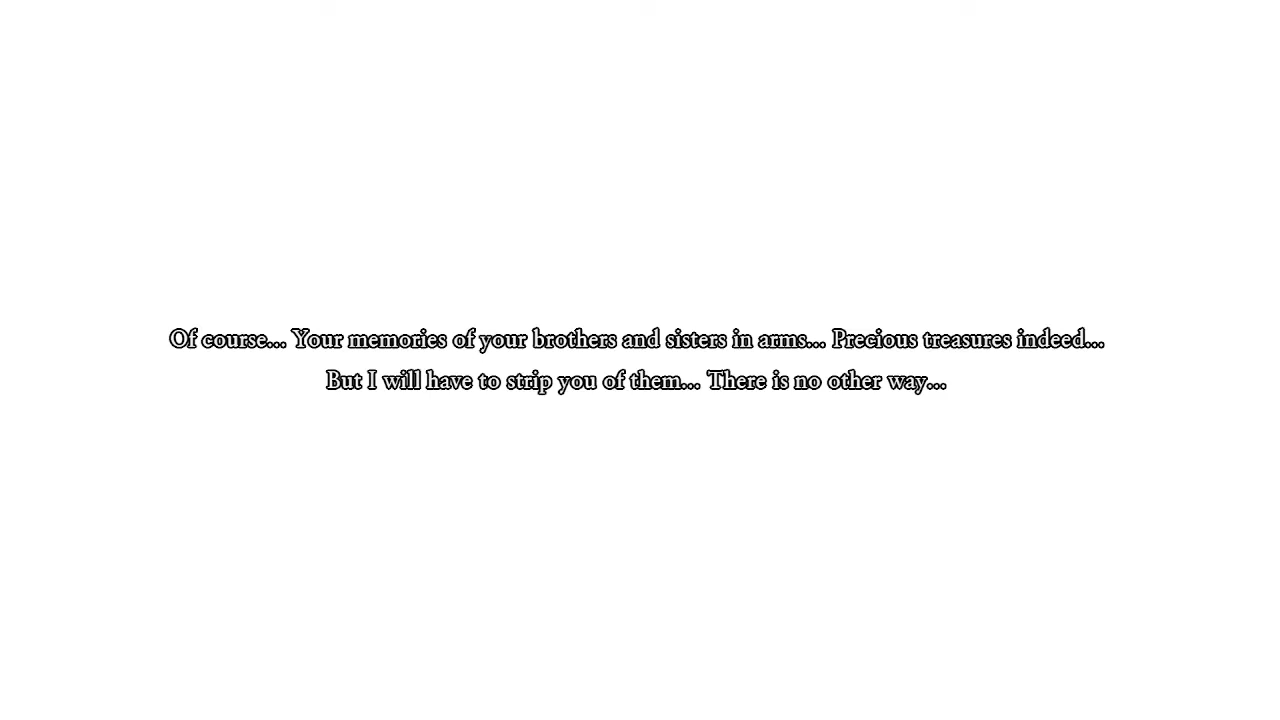 Of course... Your memories of your brothers and sisters in arms... Precious treasures indeed...
But I will have to strip you of them... There is no other way...